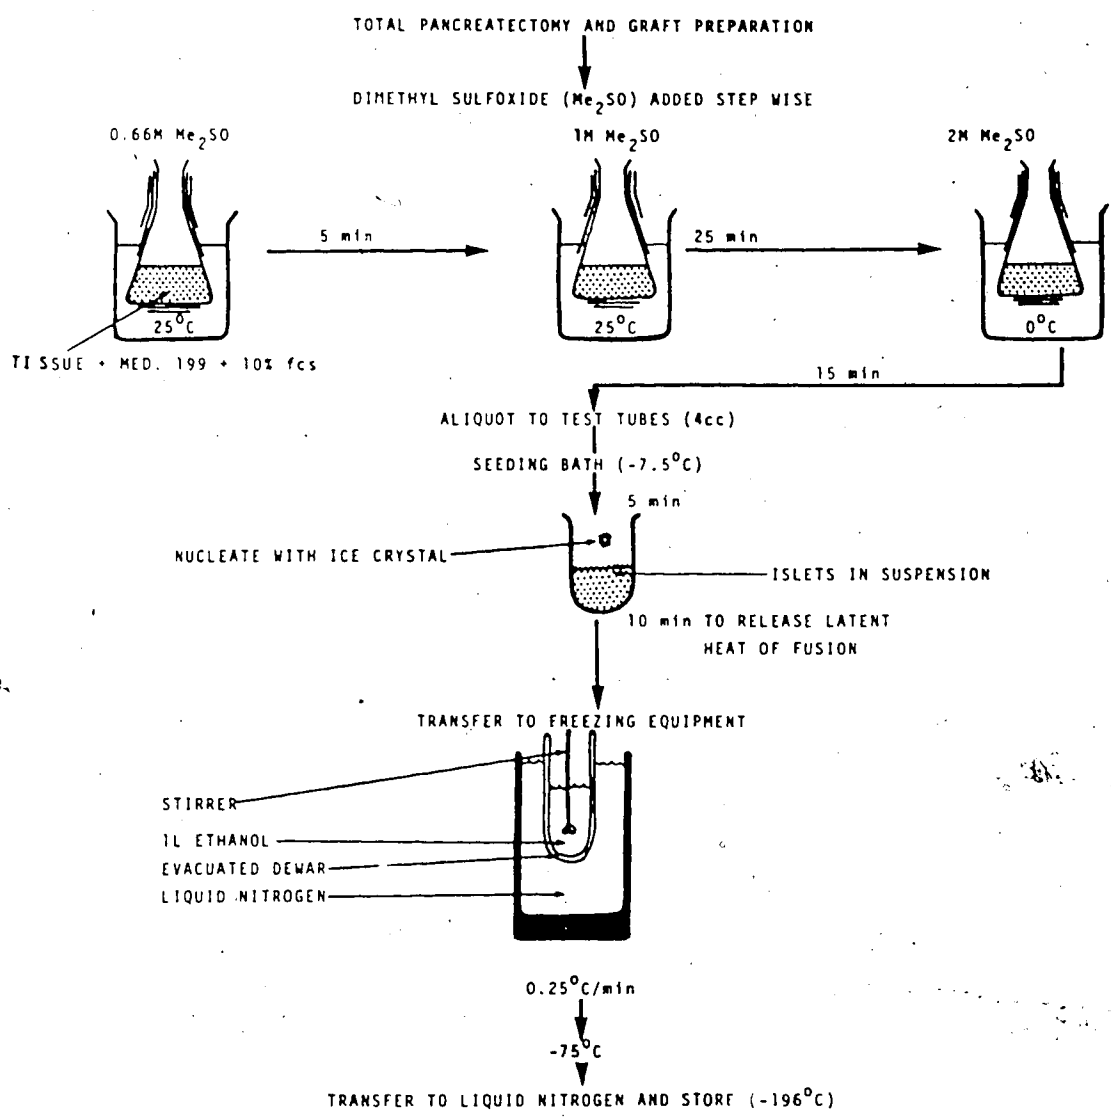 TOTAL PANCREATECTOMY AND GRAFT PREPARATION
DIMETHYL SULFOXIDE (Me2SO) ADDED STEP WISE
0.66M Me2SO
1M Me2SO
2M Me2SO
5 min
25 min
25°C
25°C
0°C
TISSUE + MED. 199 + 10% fcs
15 min
ALIQUOT TO TEST TUBES (4cc)
SEEDING BATH (-7.5°C)
5 min
NUCLEATE WITH ICE CRYSTAL
ISLETS IN SUSPENSION
10 min TO RELEASE LATENT
HEAT OF FUSION
TRANSFER TO FREEZING EQUIPMENT
STIRRER
1L ETHANOL
EVACUATED DEWAR
LIQUID NITROGEN
0.25°C/min
-75°C
TRANSFER TO LIQUID NITROGEN AND STORE (-196°C)